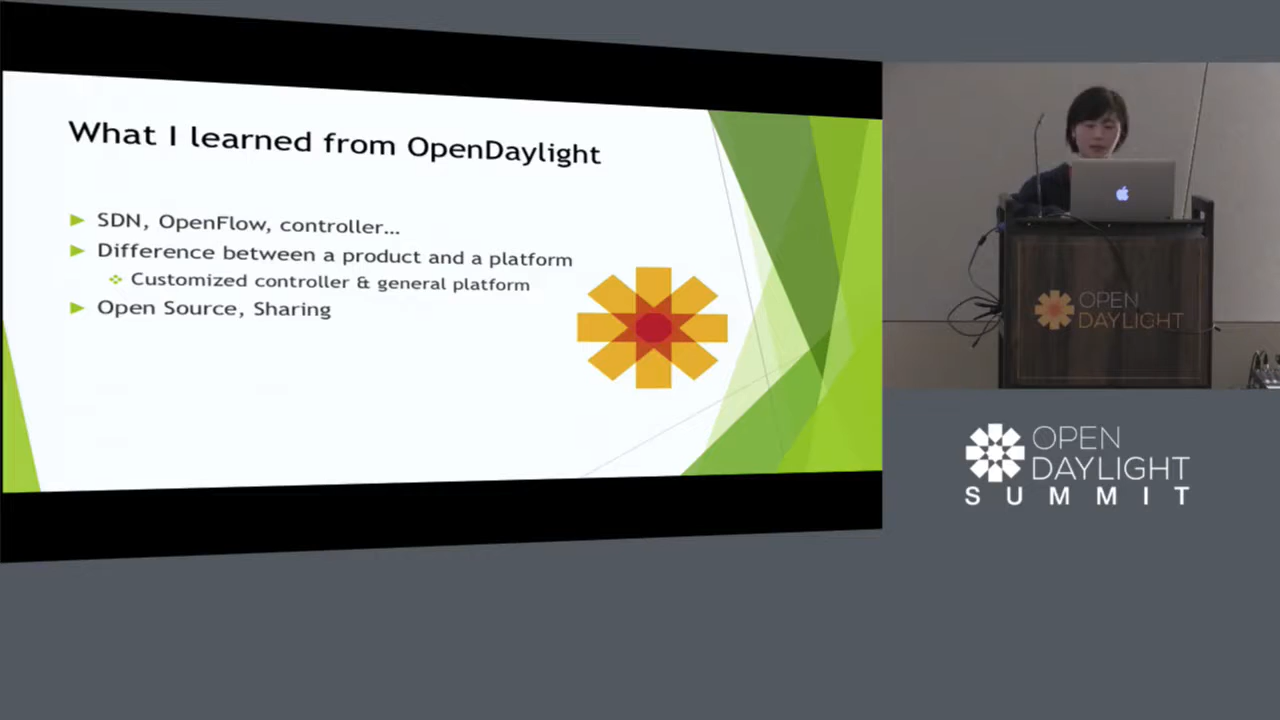 What I learned from OpenDaylight
SDN, OpenFlow, controller...
Difference between a product and a platform
Customized controller & general platform
Open Source, Sharing
OPEN
DAYLIGHT
OPEN
DAYLIGHT
SUMMIT